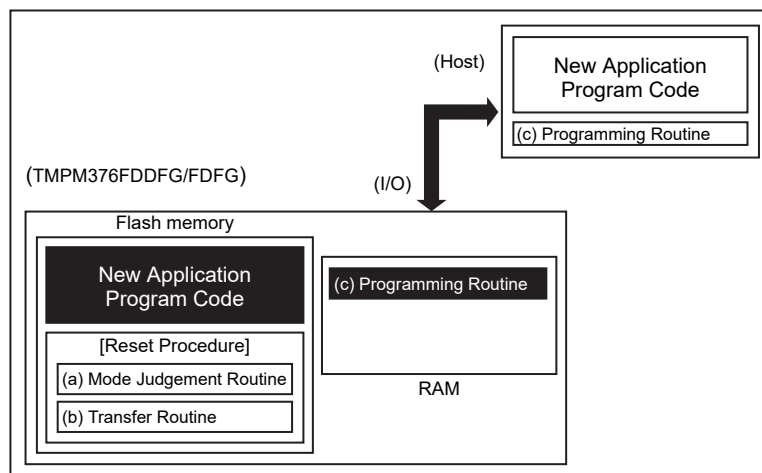 (Host)
New Application
Program Code
(c) Programming Routine
(TMPM376FDDFG/FDFG)
(I/O)
Flash memory
New Application
Program Code
(c) Programming Routine
[Reset Procedure]
(a) Mode Judgement Routine
(b) Transfer Routine
RAM